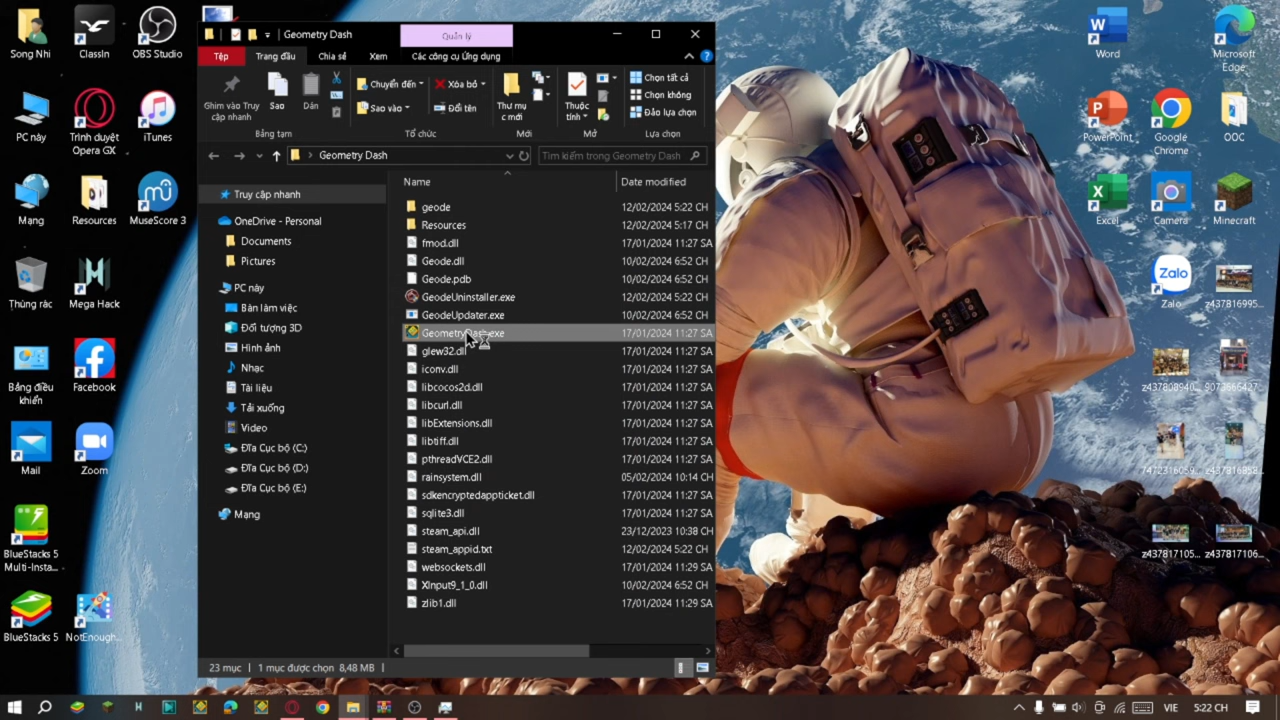 Song Nhi
ClassIn
OBS Studio
PC này
Trình duyệt
Opera GX
iTunes
Mạng
Resources
MuseScore 3
Thùng rác
Mega Hack
Bảng điều
khiển
Facebook
Mail
Zoom
BlueStacks 5
Multi-Insta...
BlueStacks 5
NotEnough...
Geometry Dash
Quản lý
Tệp
Trang đầu
Chia sẻ
Xem
Các công cụ Ứng dụng
Ghim vào Truy
cập nhanh
Sao
Dán
Bảng tạm
Chuyển đến
Xóa bỏ
Sao vào
Đổi tên
Tổ chức
Thư mụ
c mới
Mới
Thuộc
tính
Mở
Chọn tất cả
Chọn không
Đảo lựa chọn
Lựa chọn
Geometry Dash
Tìm kiếm trong Geometry Dash
Truy cập nhanh
OneDrive - Personal
Documents
Pictures
PC này
Bàn làm việc
Đối tượng 3D
Hình ảnh
Nhạc
Tài liệu
Tải xuống
Video
Đĩa Cục bộ (C:)
Đĩa Cục bộ (D:)
Đĩa Cục bộ (E:)
Mạng
Name Date modified
geode 12/02/2024 5:22 CH
Resources 12/02/2024 5:17 CH
fmod.dll 17/01/2024 11:27 SA
Geode.dll 10/02/2024 6:52 CH
Geode.pdb 10/02/2024 6:52 CH
GeodeUninstaller.exe 12/02/2024 5:22 CH
GeodeUpdater.exe 10/02/2024 6:52 CH
GeometryDash.exe 17/01/2024 11:27 SA
glew32.dll 17/01/2024 11:27 SA
iconv.dll 17/01/2024 11:27 SA
libcocos2d.dll 17/01/2024 11:27 SA
libcurl.dll 17/01/2024 11:27 SA
libExtensions.dll 17/01/2024 11:27 SA
libtiff.dll 17/01/2024 11:27 SA
pthreadVCE2.dll 17/01/2024 11:27 SA
rainsystem.dll 05/02/2024 10:14 CH
sdkencryptedappticket.dll 17/01/2024 11:27 SA
sqlite3.dll 17/01/2024 11:27 SA
steam_api.dll 23/12/2023 10:38 CH
steam_appid.txt 12/02/2024 5:22 CH
websockets.dll 17/01/2024 11:29 SA
XInput9_1_0.dll 10/02/2024 6:52 CH
zlib1.dll 17/01/2024 11:29 SA
23 mục
1 mục được chọn 8,48 MB
Word
Microsoft
Edge
PowerPoint
Google
Chrome
OOC
Excel
Camera
Minecraft
Zalo
Zalo
z437816995...
z437808940...
9073566427...
7472316059...
z437816852...
z437817105...
z437817106...
VIE
5:22 CH